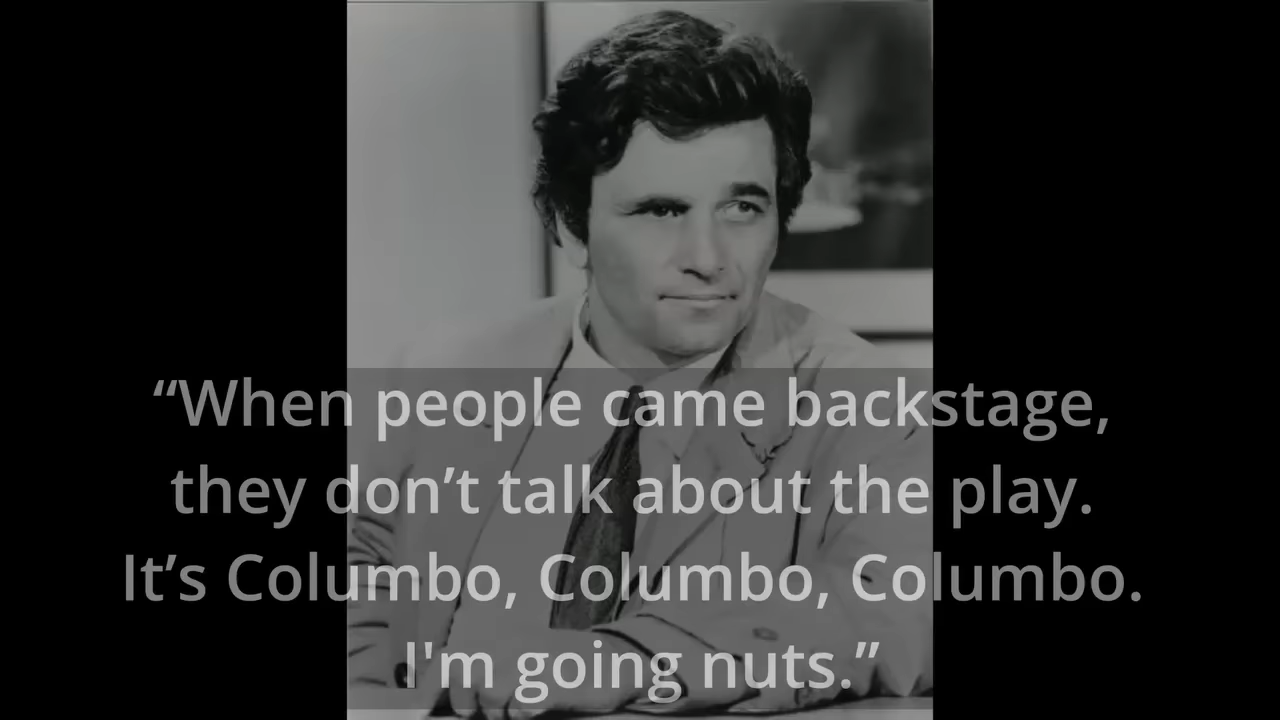 “When people came backstage,
they don’t talk about the play.
It’s Columbo, Columbo, Columbo.
I'm going nuts.”